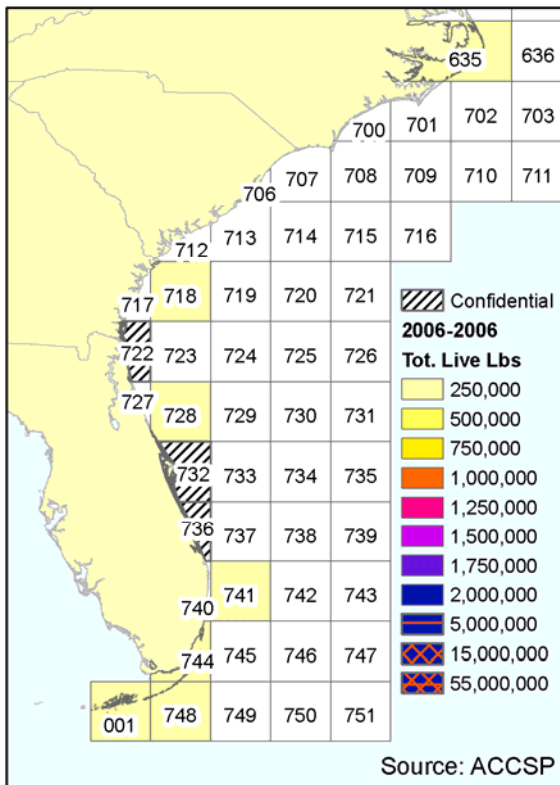 635 636
700 701 702 703
706 707 708 709 710 711
712 713 714 715 716
717 718 719 720 721
722 723 724 725 726
727 728 729 730 731
732 733 734 735
736 737 738 739
740 741 742 743
744 745 746 747
001 748 749 750 751
Confidential
2006-2006
Tot. Live Lbs
250,000
500,000
750,000
1,000,000
1,250,000
1,500,000
1,750,000
2,000,000
5,000,000
15,000,000
55,000,000
Source: ACCSP